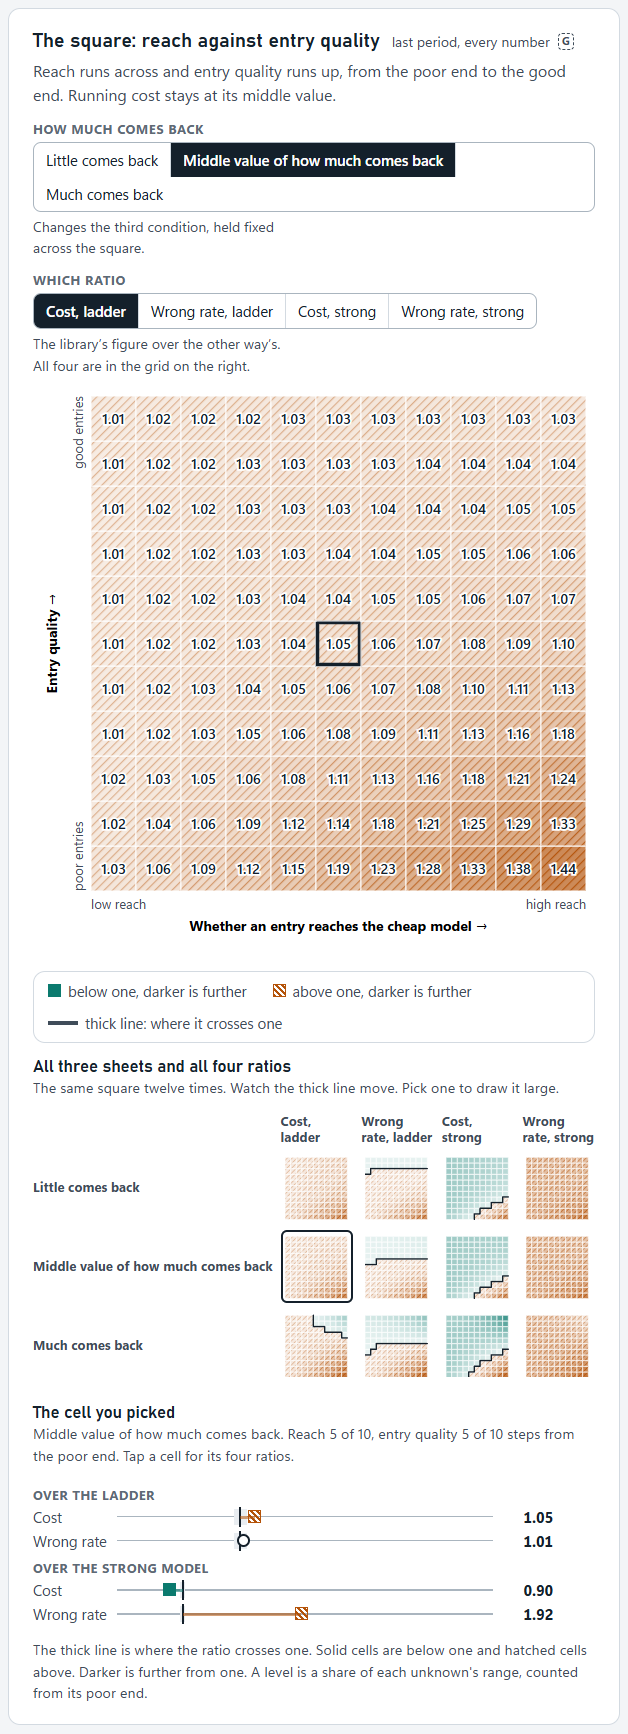 The square: reach against entry quality last period, every number G
Reach runs across and entry quality runs up, from the poor end to the good
end. Running cost stays at its middle value.
HOW MUCH COMES BACK
Little comes back Middle value of how much comes back
Much comes back
Changes the third condition, held fixed
across the square.
WHICH RATIO
Cost, ladder Wrong rate, ladder Cost, strong Wrong rate, strong
The library's figure over the other way's.
All four are in the grid on the right.
good entries
1.01 1.02 1.02 1.02 1.03 1.03 1.03 1.03 1.03 1.03 1.03
1.01 1.02 1.02 1.03 1.03 1.03 1.03 1.04 1.04 1.04 1.04
1.01 1.02 1.02 1.03 1.03 1.03 1.04 1.04 1.04 1.05 1.05
1.01 1.02 1.02 1.03 1.03 1.04 1.04 1.05 1.05 1.06 1.06
1.01 1.02 1.02 1.03 1.04 1.04 1.05 1.05 1.06 1.07 1.07
Entry quality →
1.01 1.02 1.02 1.03 1.04 1.05 1.06 1.07 1.08 1.09 1.10
1.01 1.02 1.03 1.04 1.05 1.06 1.07 1.08 1.10 1.11 1.13
1.01 1.02 1.03 1.05 1.06 1.08 1.09 1.11 1.13 1.16 1.18
1.02 1.03 1.05 1.06 1.08 1.11 1.13 1.16 1.18 1.21 1.24
1.02 1.04 1.06 1.09 1.12 1.14 1.18 1.21 1.25 1.29 1.33
1.03 1.06 1.09 1.12 1.15 1.19 1.23 1.28 1.33 1.38 1.44
poor entries
low reach high reach
Whether an entry reaches the cheap model →
below one, darker is further above one, darker is further
thick line: where it crosses one
All three sheets and all four ratios
The same square twelve times. Watch the thick line move. Pick one to draw it large.
Cost, Wrong Cost, Wrong
ladder rate, ladder strong rate, strong
Little comes back
Middle value of how much comes back
Much comes back
The cell you picked
Middle value of how much comes back. Reach 5 of 10, entry quality 5 of 10 steps from
the poor end. Tap a cell for its four ratios.
OVER THE LADDER
Cost 1.05
Wrong rate 1.01
OVER THE STRONG MODEL
Cost 0.90
Wrong rate 1.92
The thick line is where the ratio crosses one. Solid cells are below one and hatched cells
above. Darker is further from one. A level is a share of each unknown's range, counted
from its poor end.